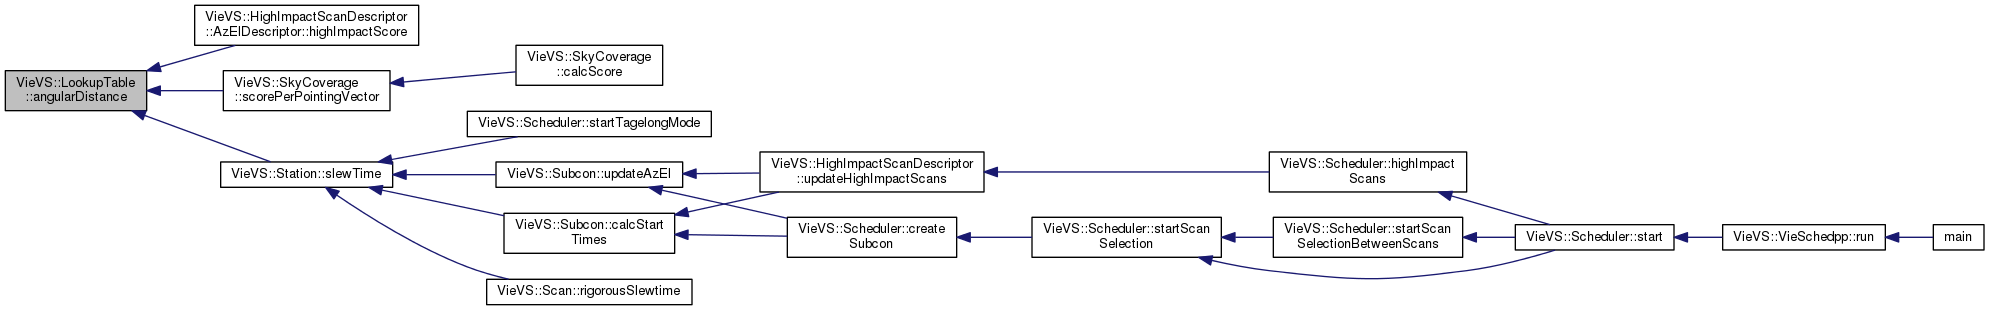 VieVS::HighImpactScanDescriptor
::AzElDescriptor::highImpactScore
VieVS::LookupTable
::angularDistance
VieVS::SkyCoverage
::scorePerPointingVector
VieVS::SkyCoverage
::calcScore
VieVS::Station::slewTime
VieVS::Scheduler::startTagelongMode
VieVS::Subcon::updateAzEl
VieVS::Subcon::calcStart
Times
VieVS::Scan::rigorousSlewtime
VieVS::HighImpactScanDescriptor
::updateHighImpactScans
VieVS::Scheduler::create
Subcon
VieVS::Scheduler::highImpact
Scans
VieVS::Scheduler::startScan
Selection
VieVS::Scheduler::startScan
SelectionBetweenScans
VieVS::Scheduler::start
VieVS::VieSchedpp::run
main